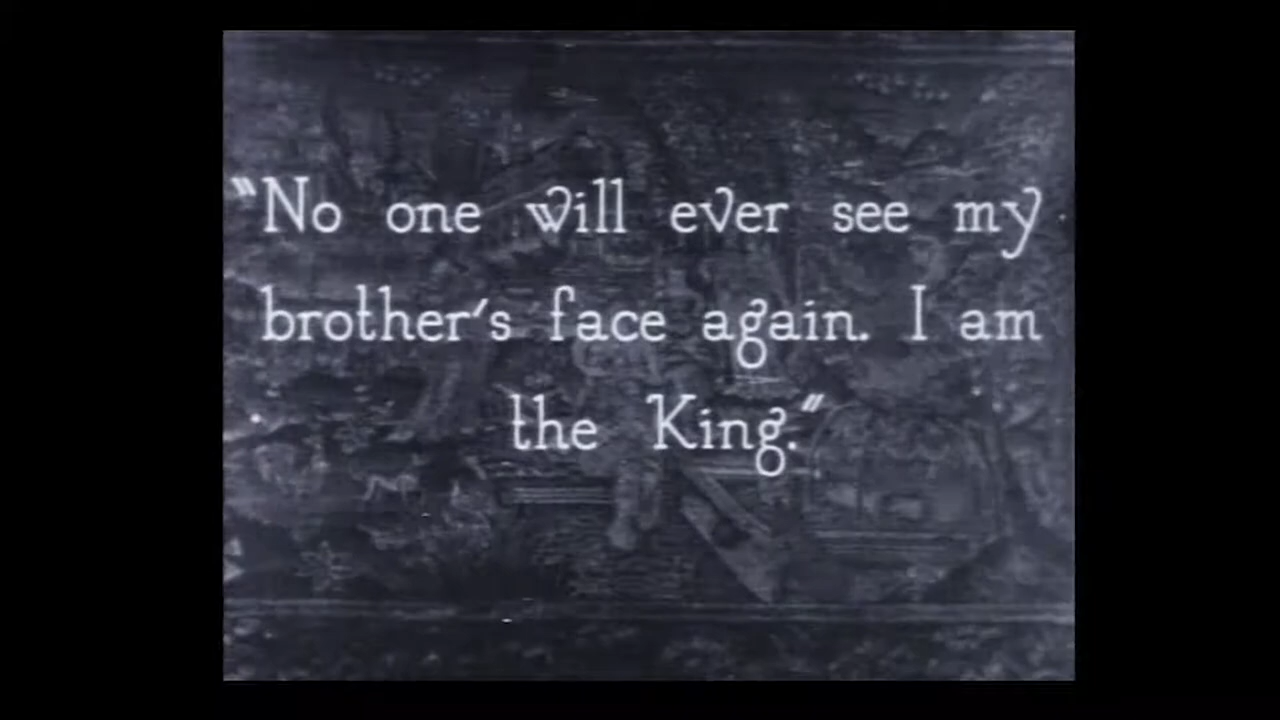 "No one will ever see my
brother's face again. I am
the King."